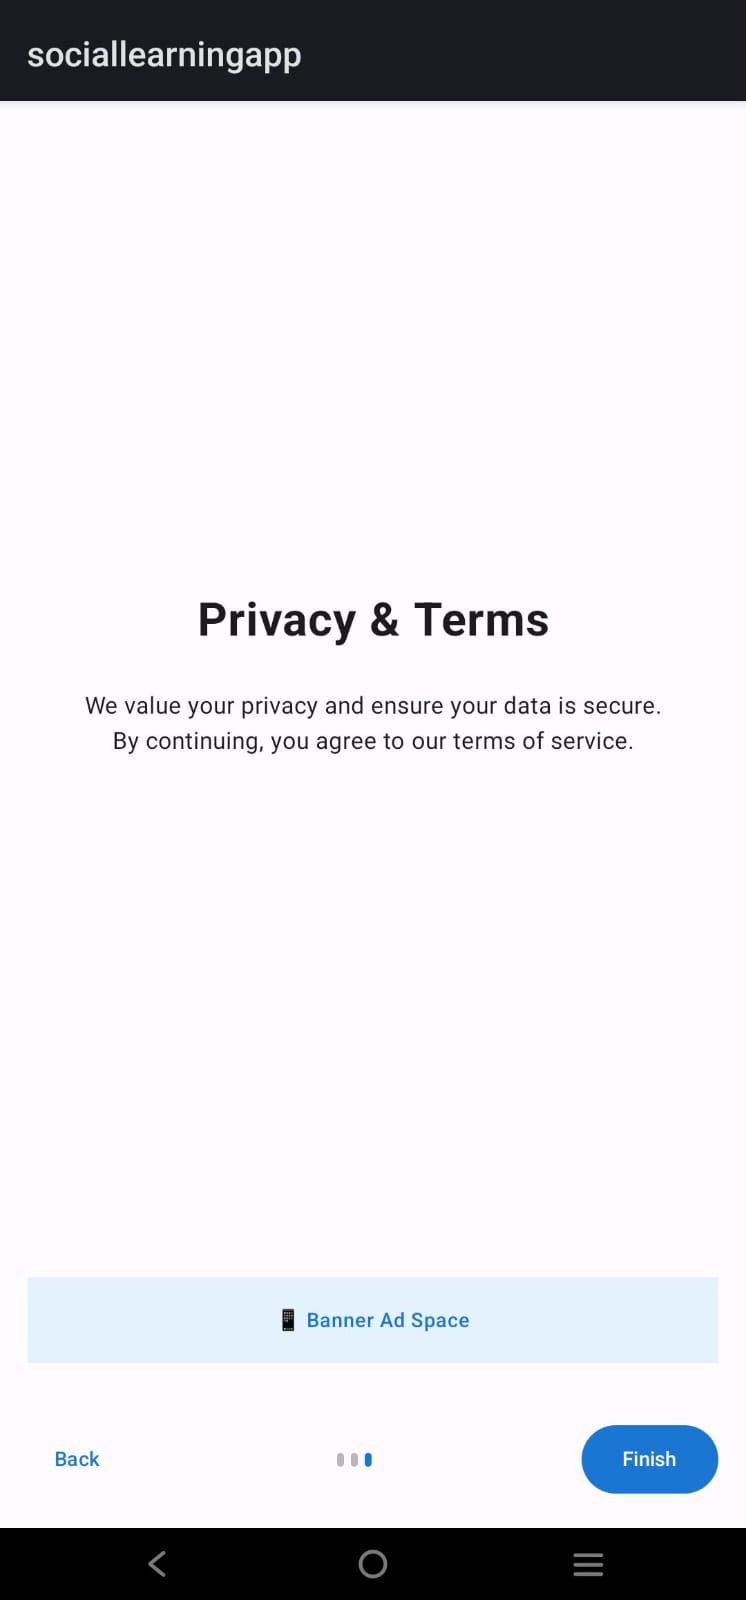 sociallearningapp
Privacy & Terms
We value your privacy and ensure your data is secure.
By continuing, you agree to our terms of service.
📱 Banner Ad Space
Back
Finish